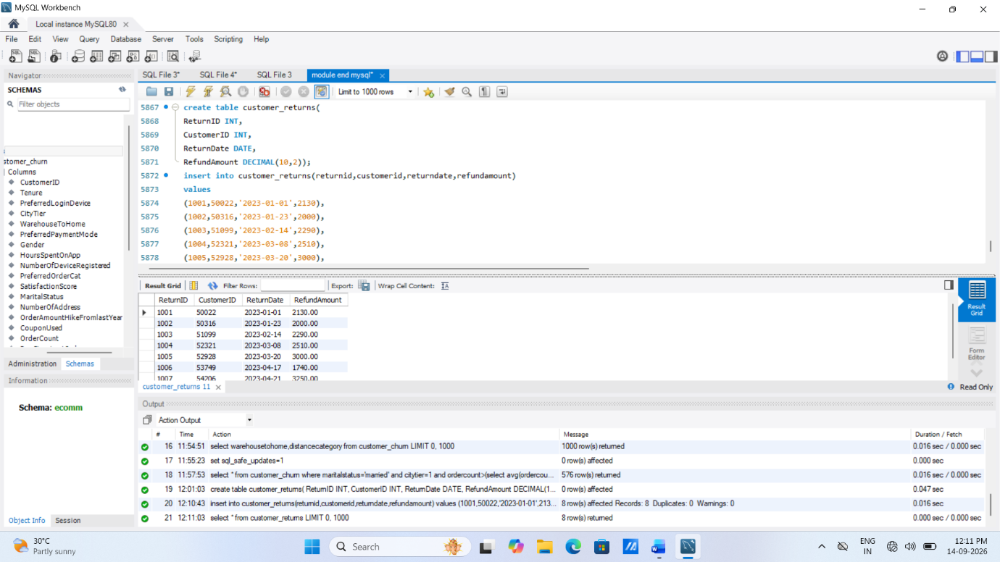 MySQL Workbench
Local instance MySQL80
File Edit View Query Database Server Tools Scripting Help
Navigator
SCHEMAS
Filter objects
stomer_churn
Columns
CustomerID
Tenure
PreferredLoginDevice
CityTier
WarehouseToHome
PreferredPaymentMode
Gender
HoursSpentOnApp
NumberOfDeviceRegistered
PreferredOrderCat
SatisfactionScore
MaritalStatus
NumberOfAddress
OrderAmountHikeFromlastYear
CouponUsed
OrderCount
Administration Schemas
Information
Schema: ecomm
Object Info Session
SQL File 3* SQL File 4* SQL File 3 module end mysql*
Limit to 1000 rows
5867 create table customer_returns(
5868 ReturnID INT,
5869 CustomerID INT,
5870 ReturnDate DATE,
5871 RefundAmount DECIMAL(10,2));
5872 insert into customer_returns(returnid,customerid,returndate,refundamount)
5873 values
5874 (1001,50022,'2023-01-01',2130),
5875 (1002,50316,'2023-01-23',2000),
5876 (1003,51099,'2023-02-14',2290),
5877 (1004,52321,'2023-03-08',2510),
5878 (1005,52928,'2023-03-20',3000),
Result Grid Filter Rows: Export: Wrap Cell Content:
ReturnID CustomerID ReturnDate RefundAmount
1001 50022 2023-01-01 2130.00
1002 50316 2023-01-23 2000.00
1003 51099 2023-02-14 2290.00
1004 52321 2023-03-08 2510.00
1005 52928 2023-03-20 3000.00
1006 53749 2023-04-17 1740.00
1007 54206 2023-04-21 3250.00
Result Grid
Form Editor
customer_returns 11
Read Only
Output
Action Output
# Time Action Message Duration / Fetch
16 11:54:51 select warehousetohome,distancecategory from customer_churn LIMIT 0, 1000 1000 row(s) returned 0.016 sec / 0.000 sec
17 11:55:23 set sql_safe_updates=1 0 row(s) affected 0.000 sec
18 11:57:53 select * from customer_churn where maritalstatus='married' and citytier=1 and ordercount>(select avg(ordercou... 576 row(s) returned 0.016 sec / 0.000 sec
19 12:01:03 create table customer_returns( ReturnID INT, CustomerID INT, ReturnDate DATE, RefundAmount DECIMAL(1... 0 row(s) affected 0.047 sec
20 12:10:43 insert into customer_returns(returnid,customerid,returndate,refundamount) values (1001,50022,'2023-01-01',213... 8 row(s) affected Records: 8 Duplicates: 0 Warnings: 0 0.016 sec
21 12:11:03 select * from customer_returns LIMIT 0, 1000 8 row(s) returned 0.000 sec / 0.000 sec
30°C
Partly sunny
Search
ENG
IN
12:11 PM
14-09-2026